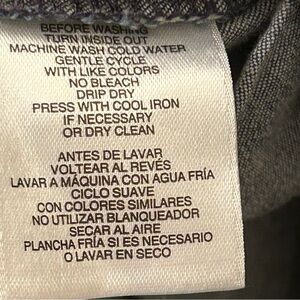 BEFORE WASHING
TURN INSIDE OUT
MACHINE WASH COLD WATER
GENTLE CYCLE
WITH LIKE COLORS
NO BLEACH
DRIP DRY
PRESS WITH COOL IRON
IF NECESSARY
OR DRY CLEAN
ANTES DE LAVAR
VOLTEAR AL REVÉS
LAVAR A MÁQUINA CON AGUA FRÍA
CICLO SUAVE
CON COLORES SIMILARES
NO UTILIZAR BLANQUEADOR
SECAR AL AIRE
PLANCHA FRÍA SI ES NECESARIO
O LAVAR EN SECO